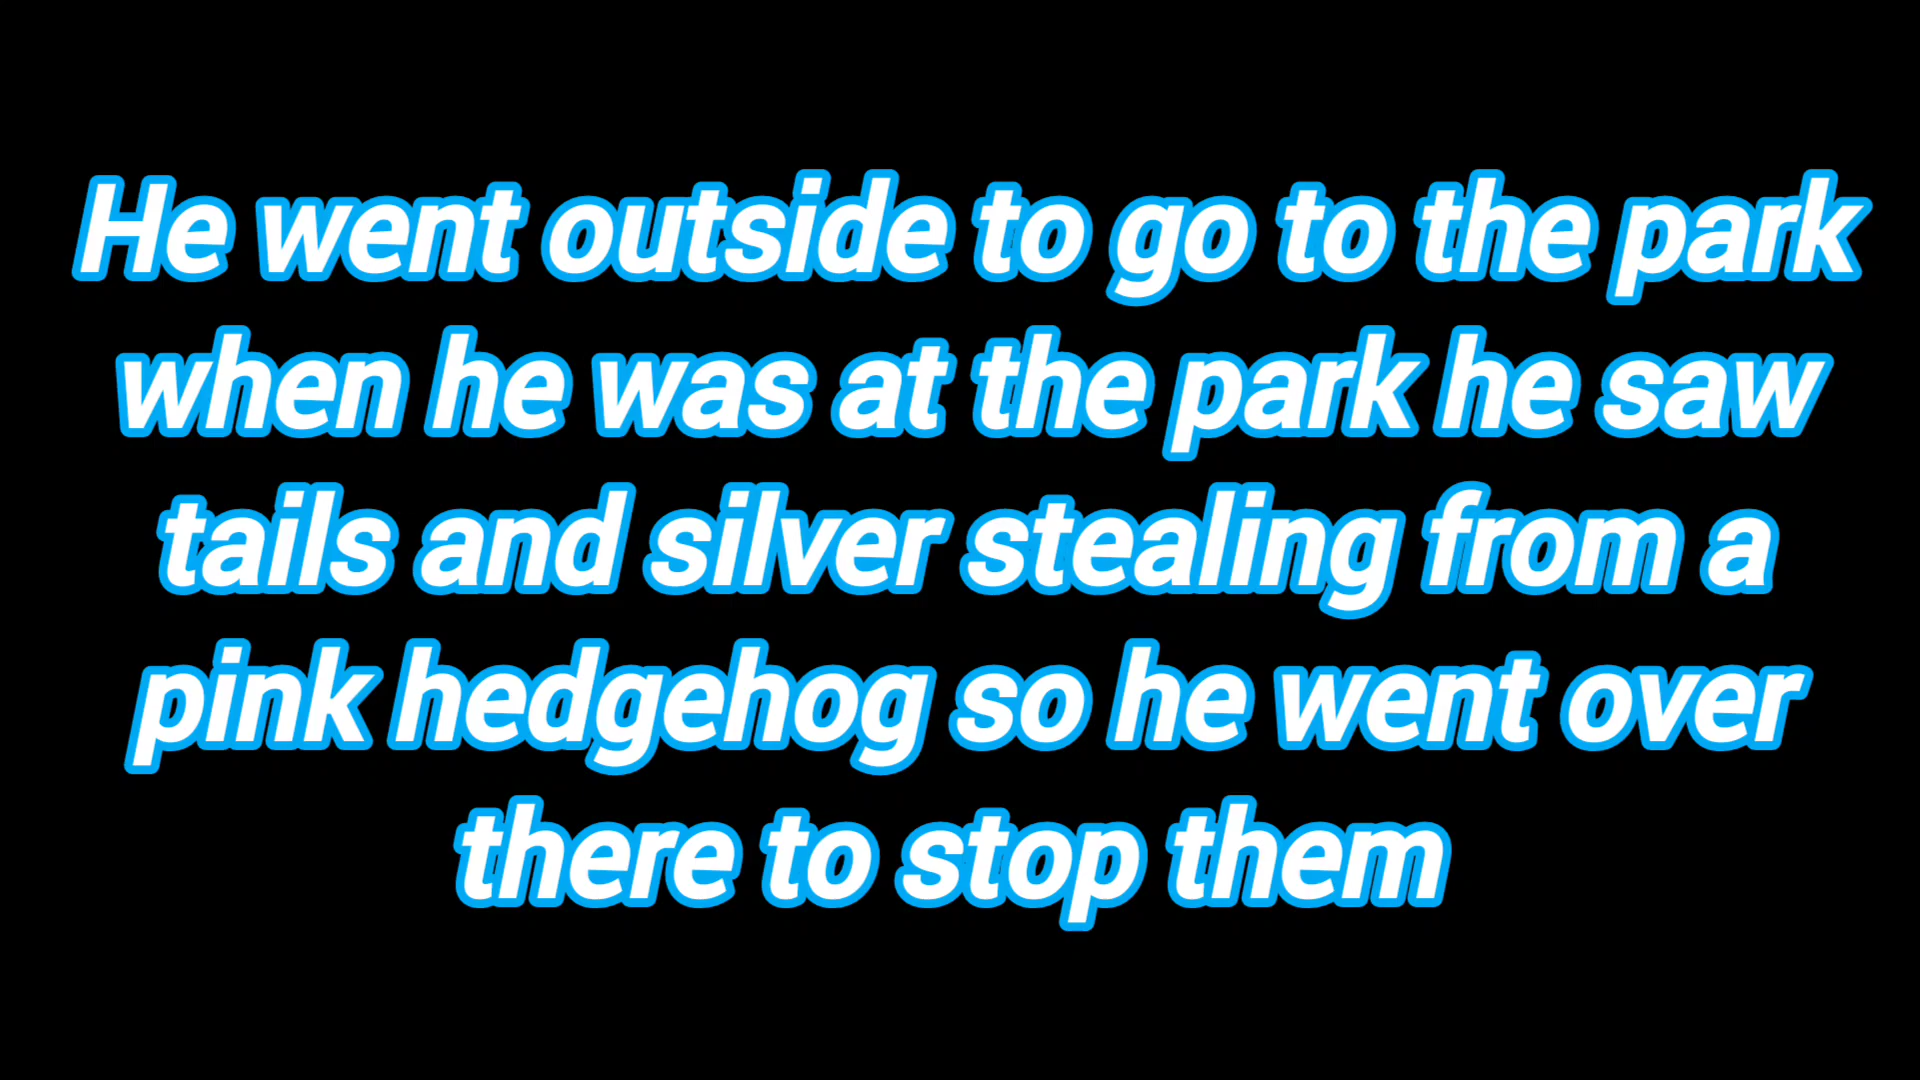 He went outside to go to the park
when he was at the park he saw
tails and silver stealing from a
pink hedgehog so he went over
there to stop them